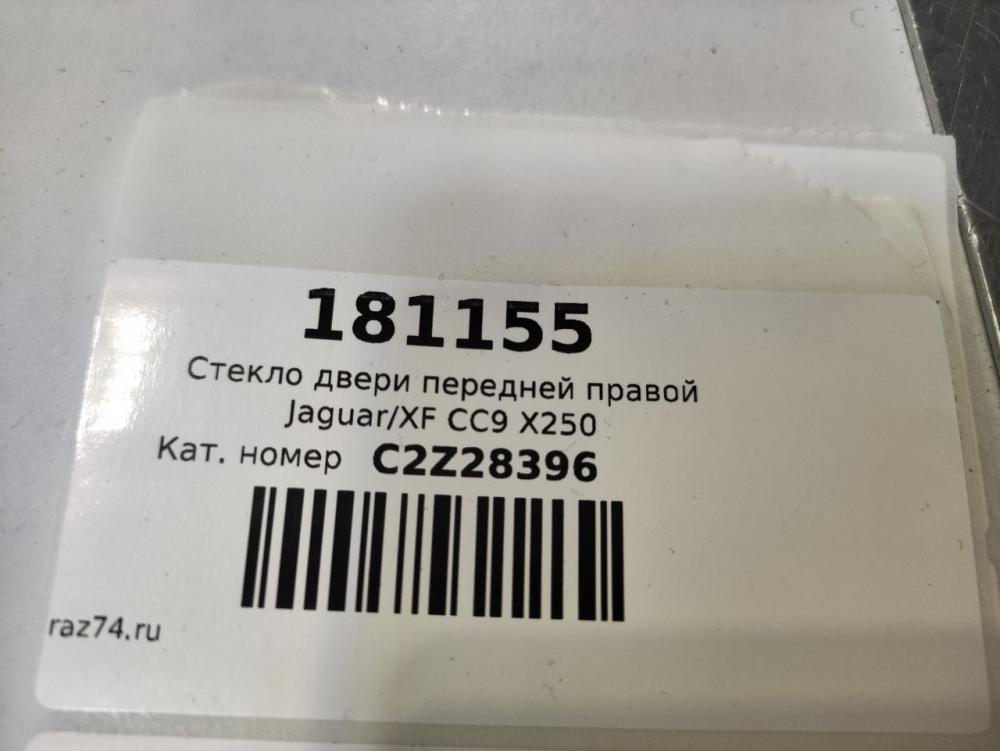 181155
Стекло двери передней правой
Jaguar/XF CC9 X250
Кат. номер C2Z28396
raz74.ru